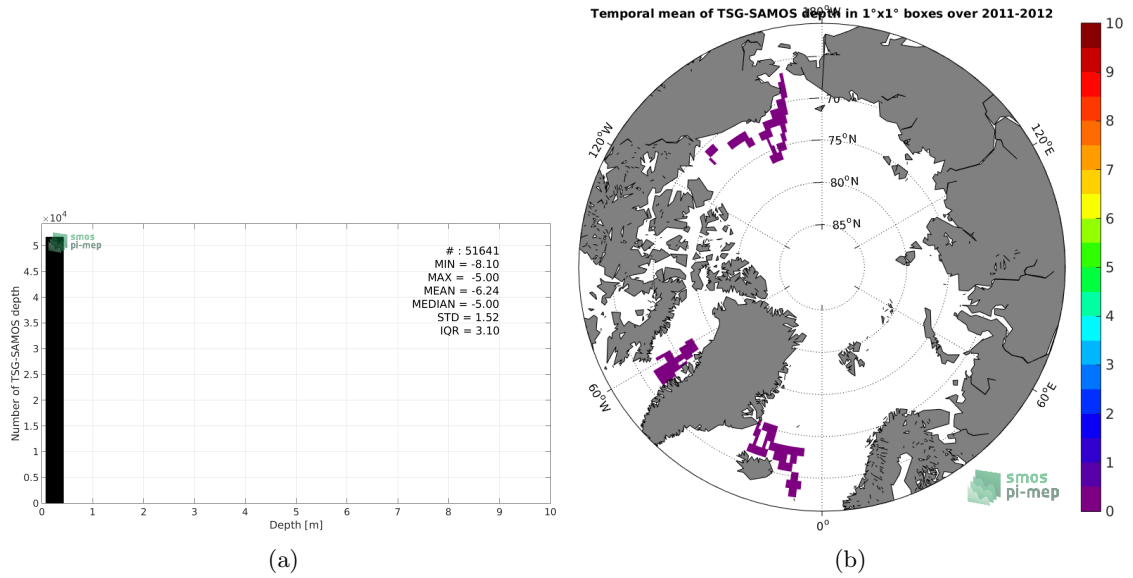 ×10⁴
5
4.5
4
3.5
3
2.5
2
1.5
1
0.5
0
Number of TSG-SAMOS depth
smos
pi-mep
# : 51641
MIN = -8.10
MAX = -5.00
MEAN = -6.24
MEDIAN = -5.00
STD = 1.52
IQR = 3.10
0 1 2 3 4 5 6 7 8 9 10
Depth [m]
(a)
Temporal mean of TSG-SAMOS depth in 1°x1° boxes over 2011-2012
180°W
120°W
120°E
70°N
75°N
80°N
85°N
60°W
60°E
0°
smos
pi-mep
10
9
8
7
6
5
4
3
2
1
0
(b)